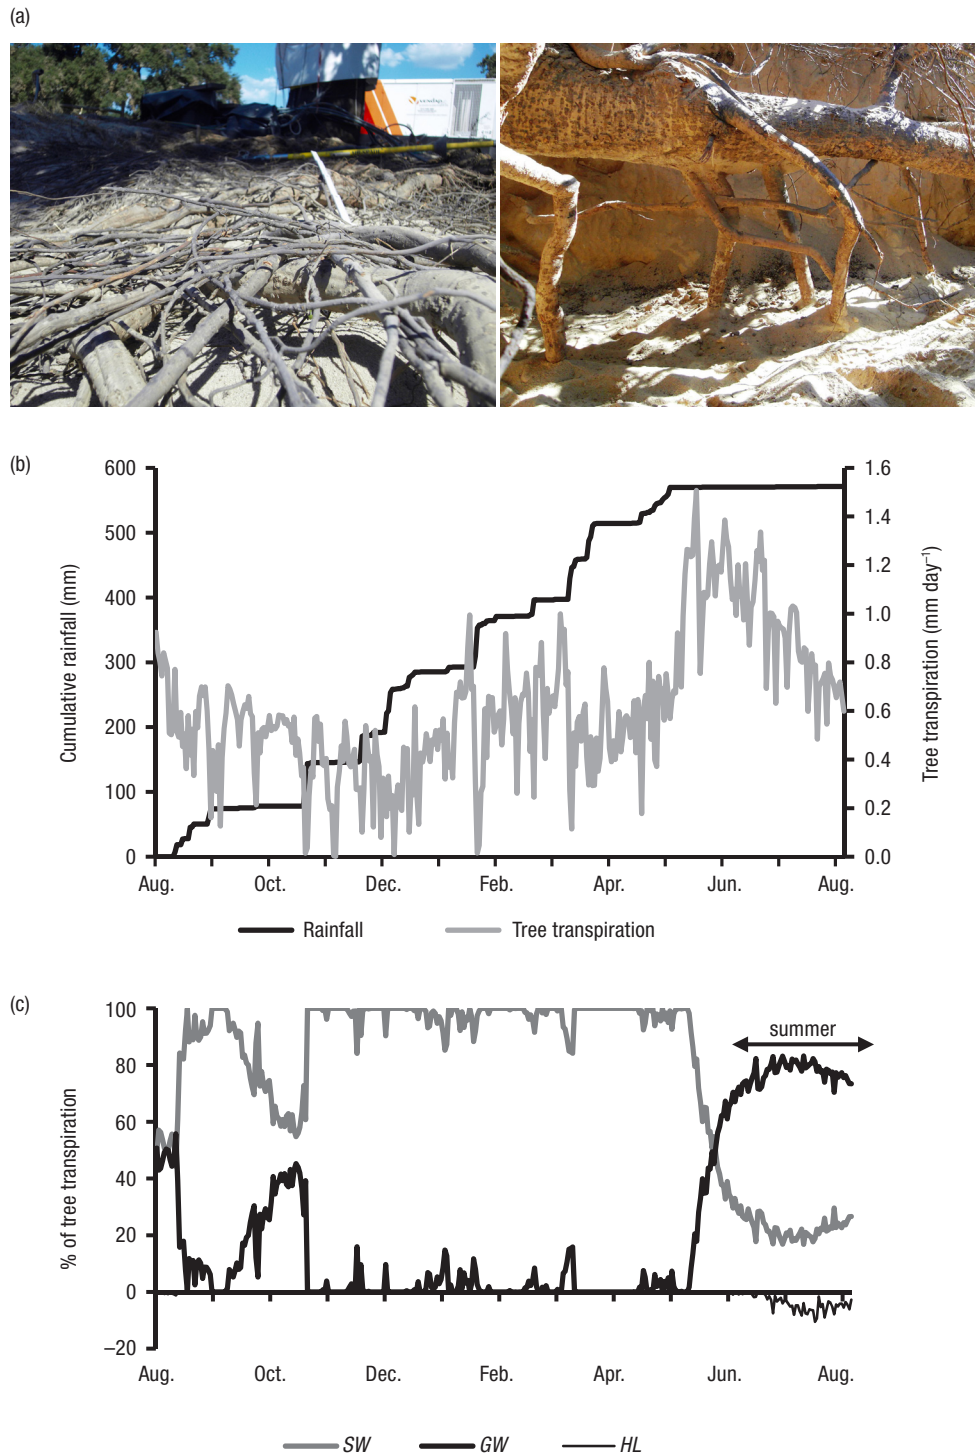 (a)
(b)
600
500
400
300
200
100
0
Cumulative rainfall (mm)
1.6
1.4
1.2
1.0
0.8
0.6
0.4
0.2
0.0
Tree transpiration (mm day⁻¹)
Aug. Oct. Dec. Feb. Apr. Jun. Aug.
Rainfall Tree transpiration
(c)
100
80
60
40
20
0
–20
% of tree transpiration
summer
Aug. Oct. Dec. Feb. Apr. Jun. Aug.
SW GW HL